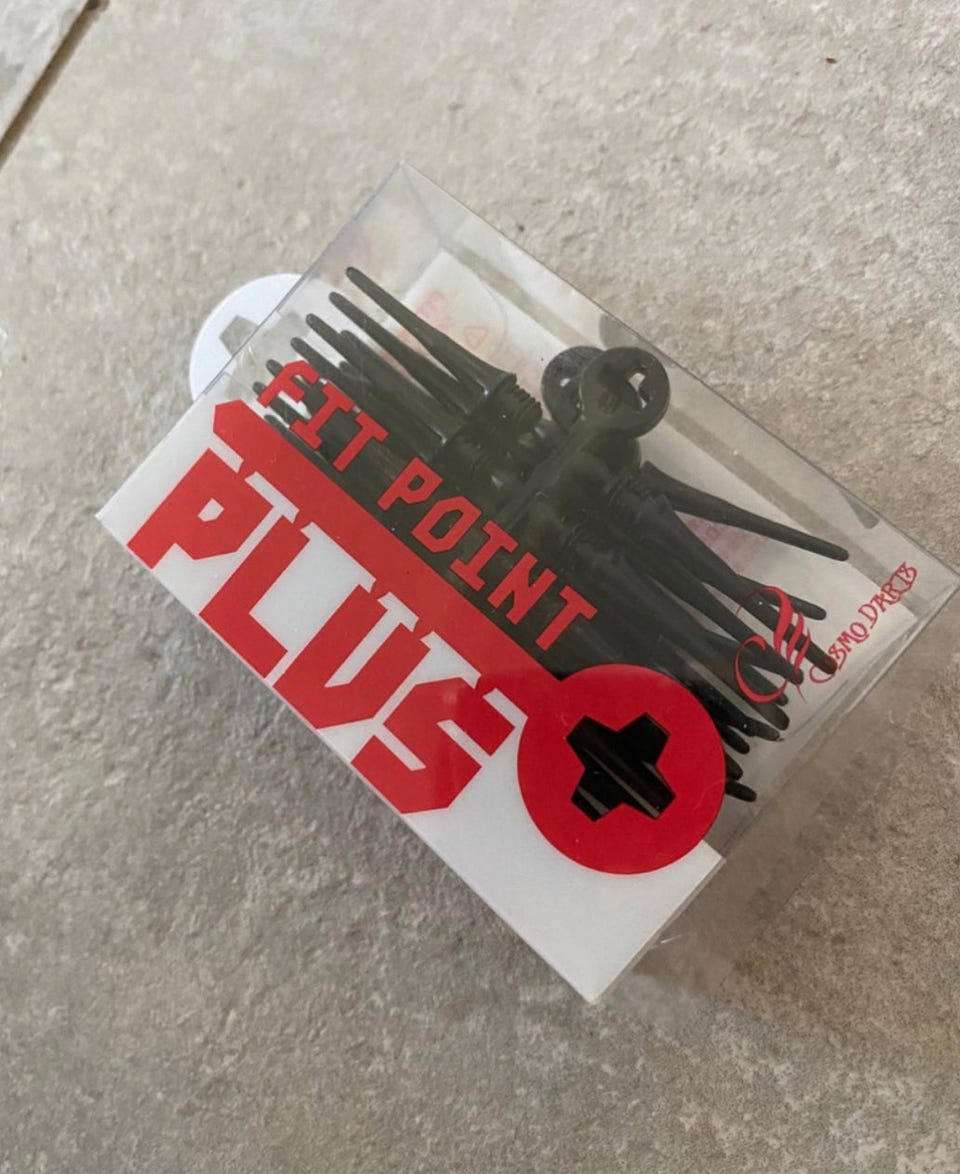 FIT POINT
PLUS
COSMO DARTS